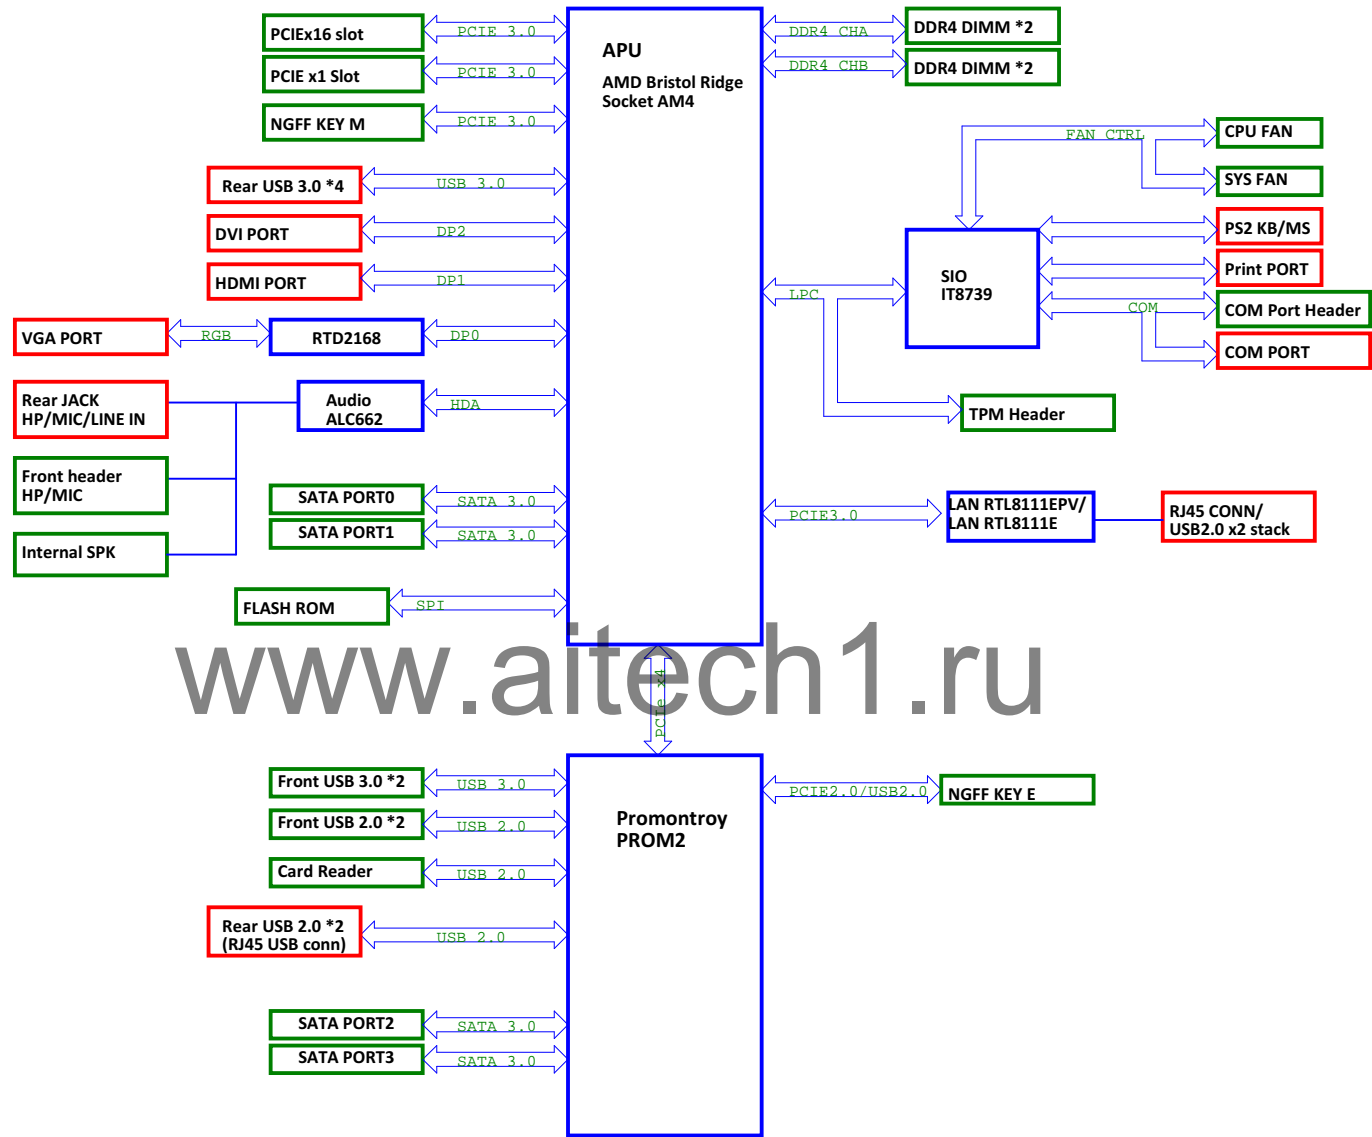 PCIEx16 slot
PCIE 3.0
PCIE x1 Slot
PCIE 3.0
NGFF KEY M
PCIE 3.0
Rear USB 3.0 *4
USB 3.0
DVI PORT
DP2
HDMI PORT
DP1
VGA PORT
RGB
RTD2168
DP0
Rear JACK
HP/MIC/LINE IN
Audio
ALC662
HDA
Front header
HP/MIC
Internal SPK
SATA PORT0
SATA 3.0
SATA PORT1
SATA 3.0
FLASH ROM
SPI
APU
AMD Bristol Ridge
Socket AM4
DDR4 CHA
DDR4 DIMM *2
DDR4 CHB
DDR4 DIMM *2
FAN CTRL
CPU FAN
SYS FAN
PS2 KB/MS
SIO
IT8739
Print PORT
LPC
COM
COM Port Header
COM PORT
TPM Header
PCIE3.0
LAN RTL8111EPV/
LAN RTL8111E
RJ45 CONN/
USB2.0 x2 stack
www.aitech1.ru
PCIe x4
Front USB 3.0 *2
USB 3.0
Front USB 2.0 *2
USB 2.0
Card Reader
USB 2.0
Rear USB 2.0 *2
(RJ45 USB conn)
USB 2.0
SATA PORT2
SATA 3.0
SATA PORT3
SATA 3.0
Promontroy
PROM2
PCIE2.0/USB2.0
NGFF KEY E